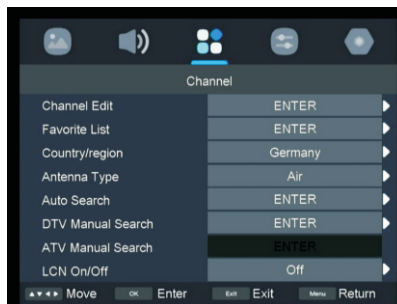 Channel
Channel Edit ENTER
Favorite List ENTER
Country/region Germany
Antenna Type Air
Auto Search ENTER
DTV Manual Search ENTER
ATV Manual Search ENTER
LCN On/Off Off
Move OK Enter Exit Exit Menu Return